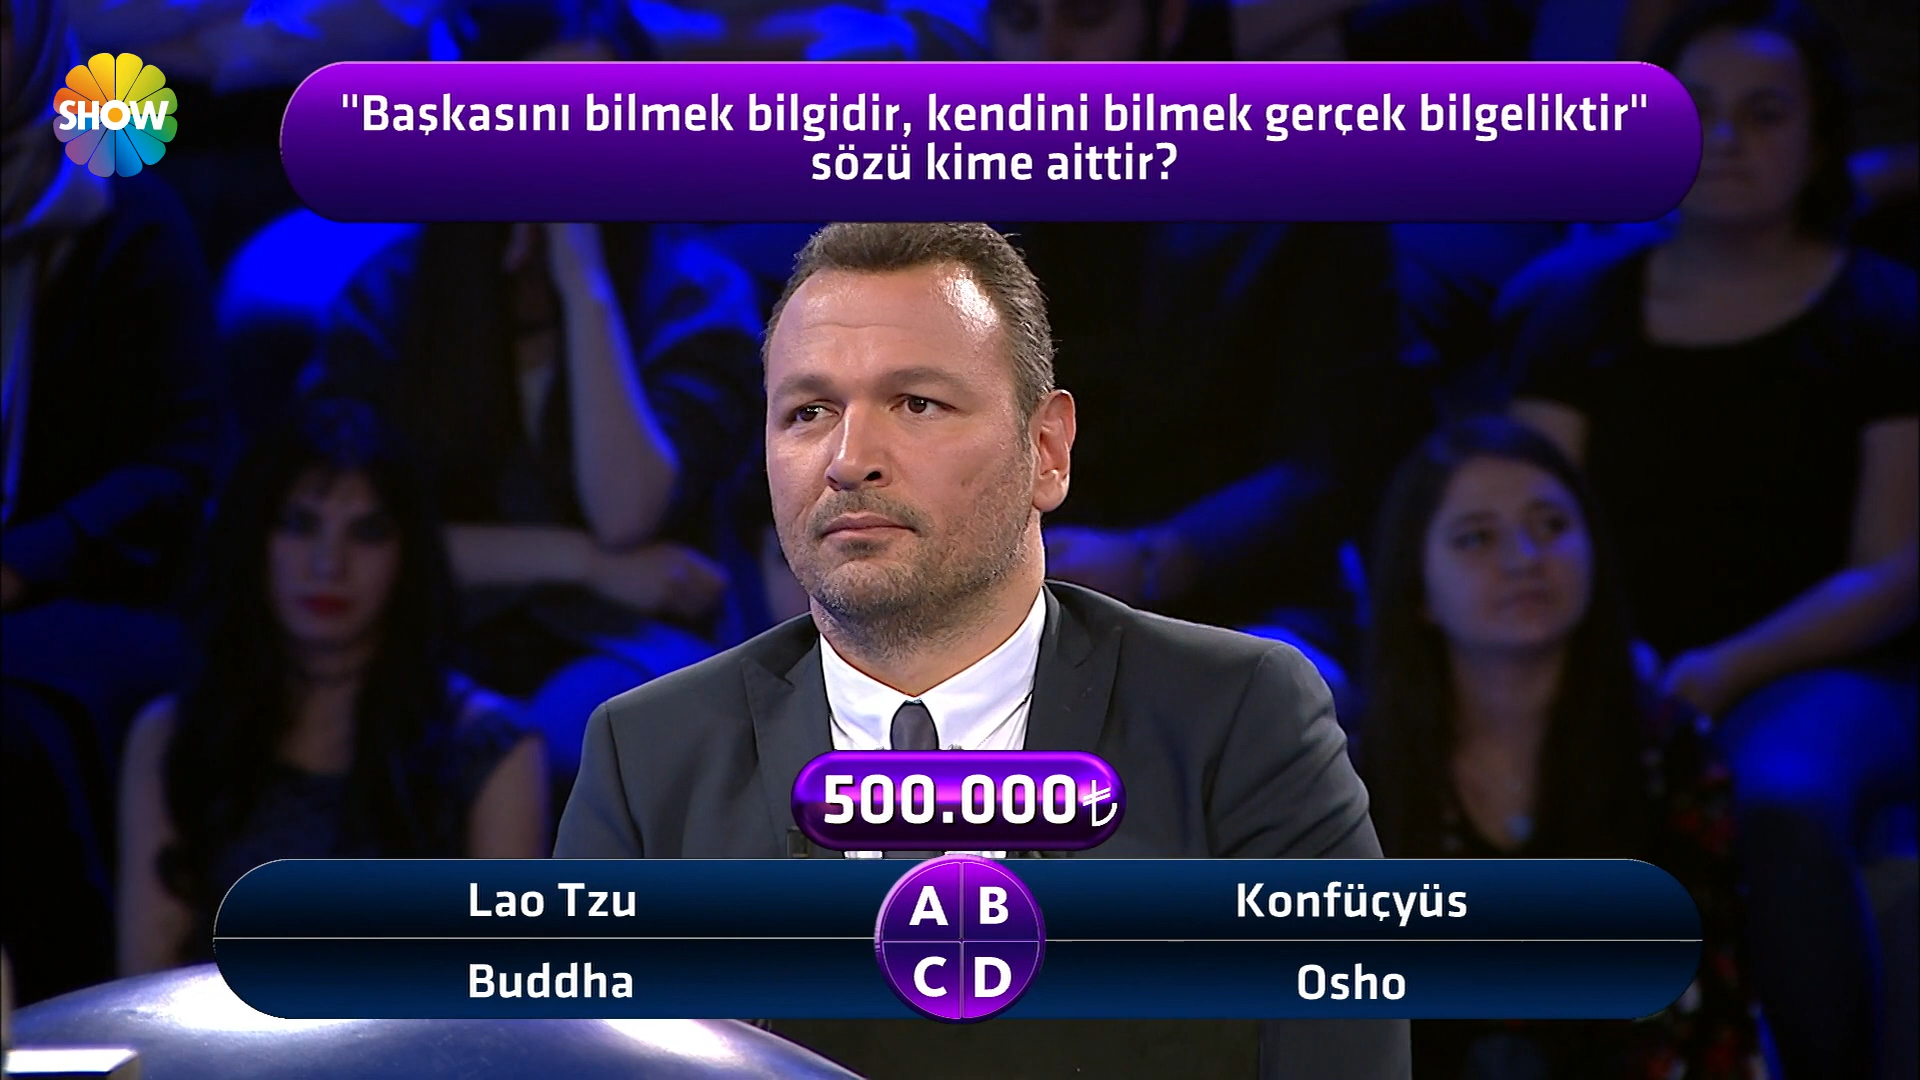 SHOW
"Başkasını bilmek bilgidir, kendini bilmek gerçek bilgeliktir"
sözü kime aittir?
500.000₺
Lao Tzu
A
B
Konfüçyüs
Buddha
C
D
Osho